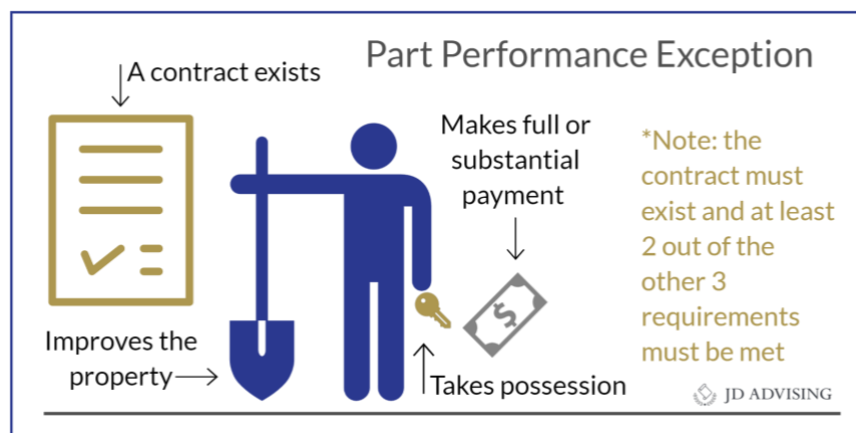 Part Performance Exception
A contract exists
Makes full or
substantial
payment
*Note: the
contract must
exist and at least
2 out of the
other 3
requirements
must be met
Improves the
property
Takes possession
$
JD ADVISING